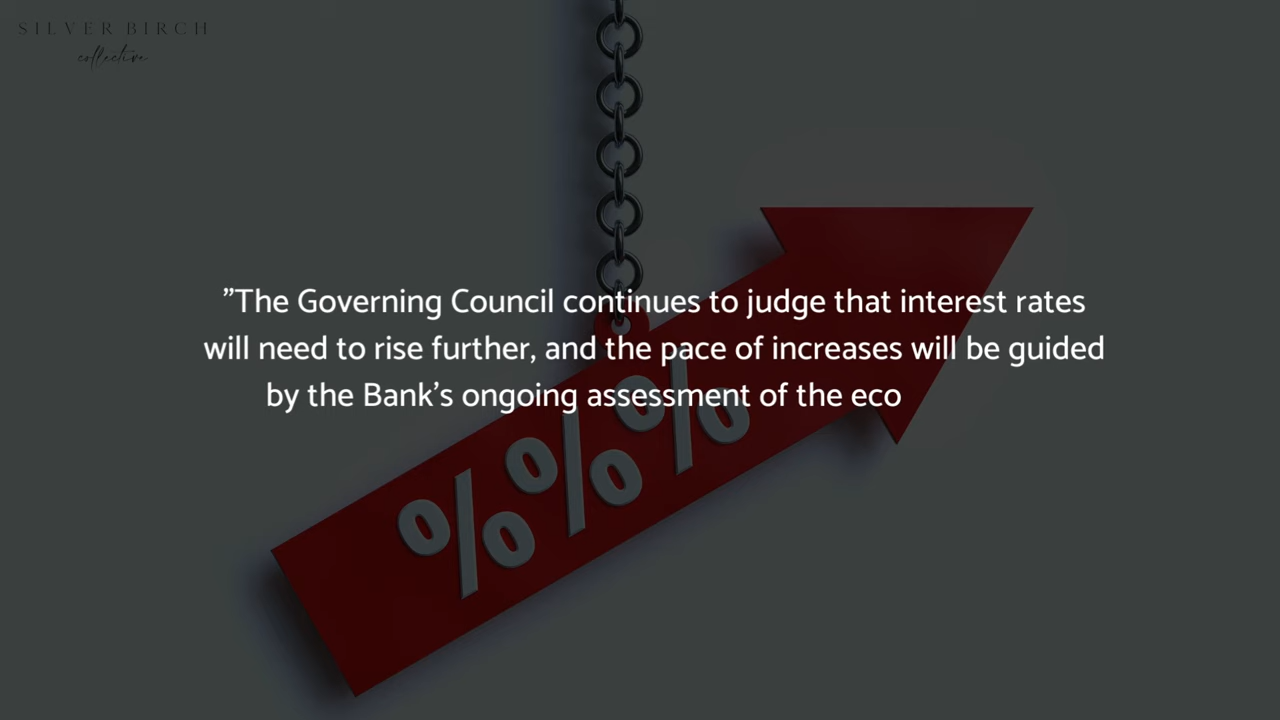 SILVER BIRCH
collective
”The Governing Council continues to judge that interest rates
will need to rise further, and the pace of increases will be guided
by the Bank’s ongoing assessment of the eco
% % %